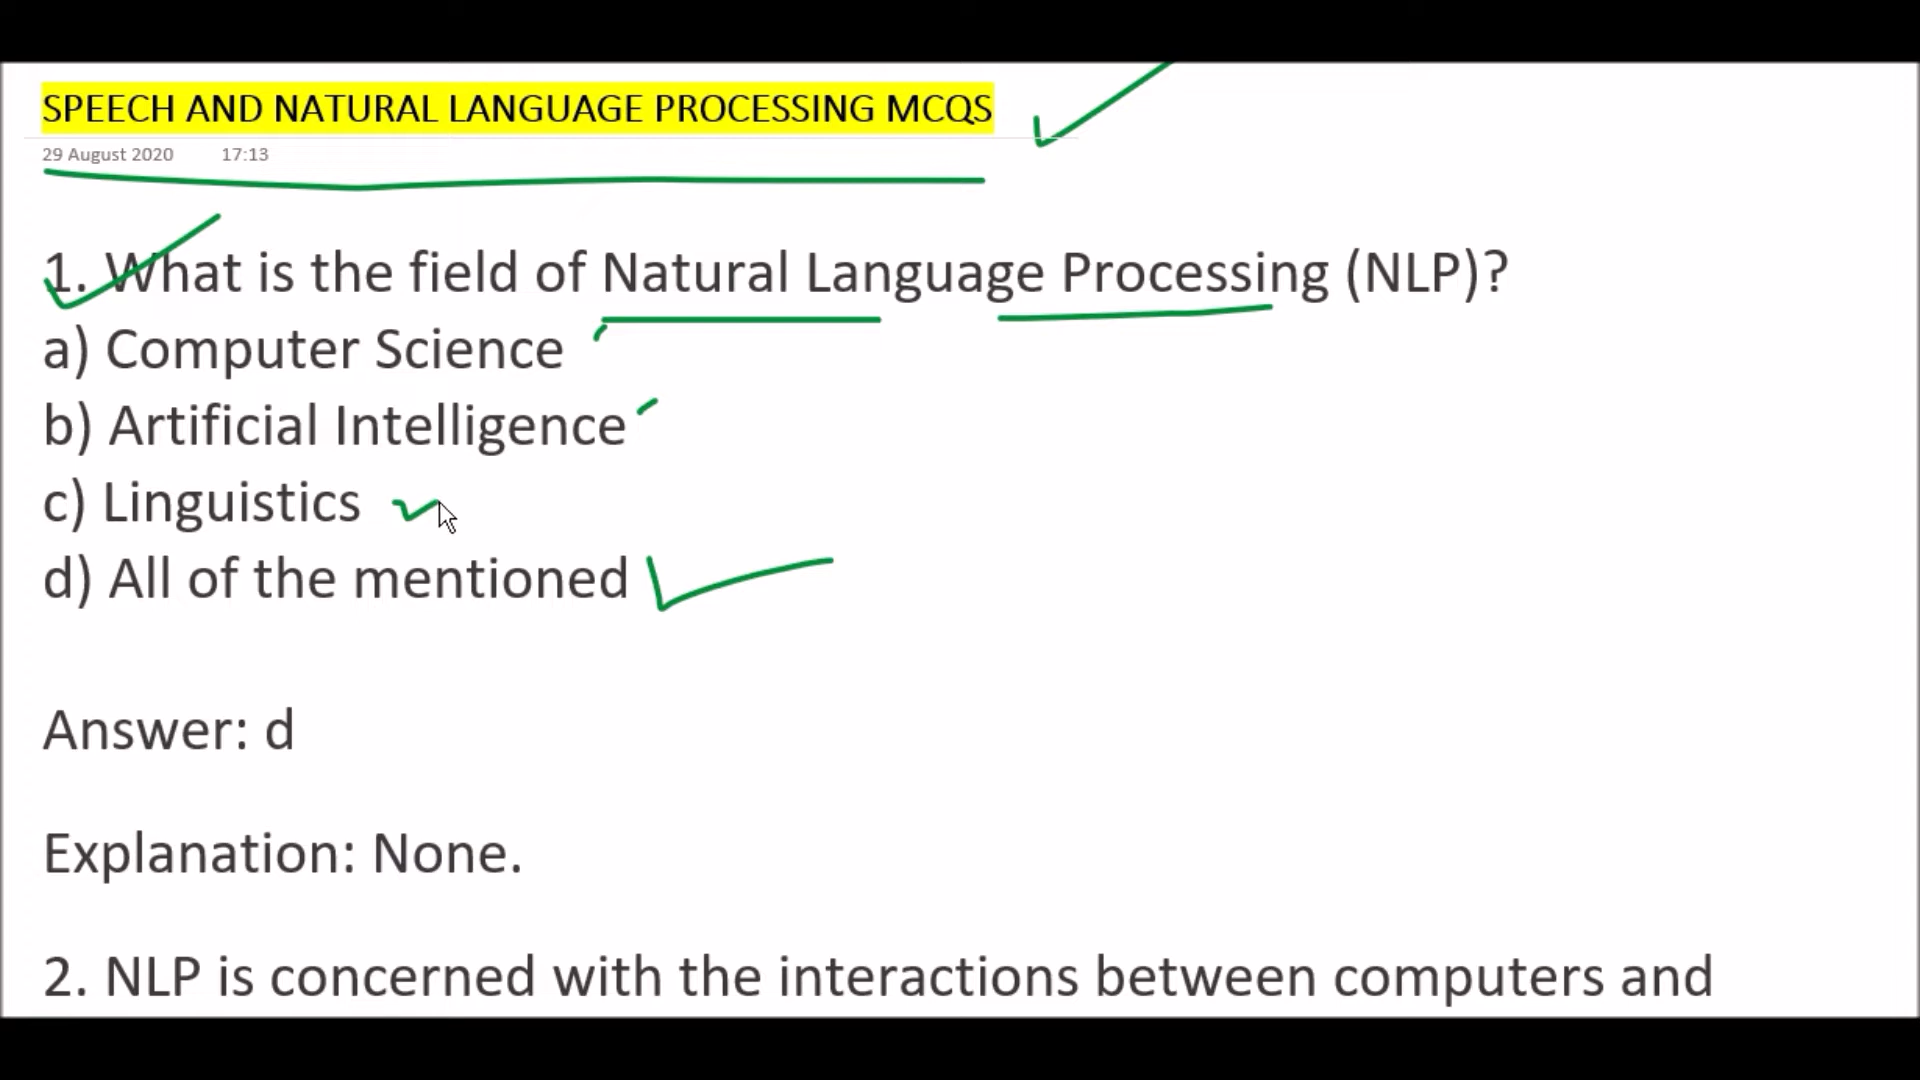 SPEECH AND NATURAL LANGUAGE PROCESSING MCQS
29 August 2020 17:13
1. What is the field of Natural Language Processing (NLP)?
a) Computer Science
b) Artificial Intelligence
c) Linguistics
d) All of the mentioned
Answer: d
Explanation: None.
2. NLP is concerned with the interactions between computers and